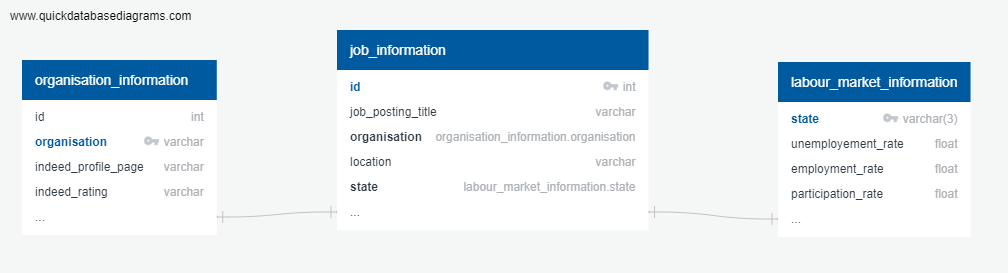 www.quickdatabasediagrams.com
organisation_information
id int
organisation varchar
indeed_profile_page varchar
indeed_rating varchar
...
job_information
id int
job_posting_title varchar
organisation organisation_information.organisation
location varchar
state labour_market_information.state
...
labour_market_information
state varchar(3)
unemployement_rate float
employment_rate float
participation_rate float
...